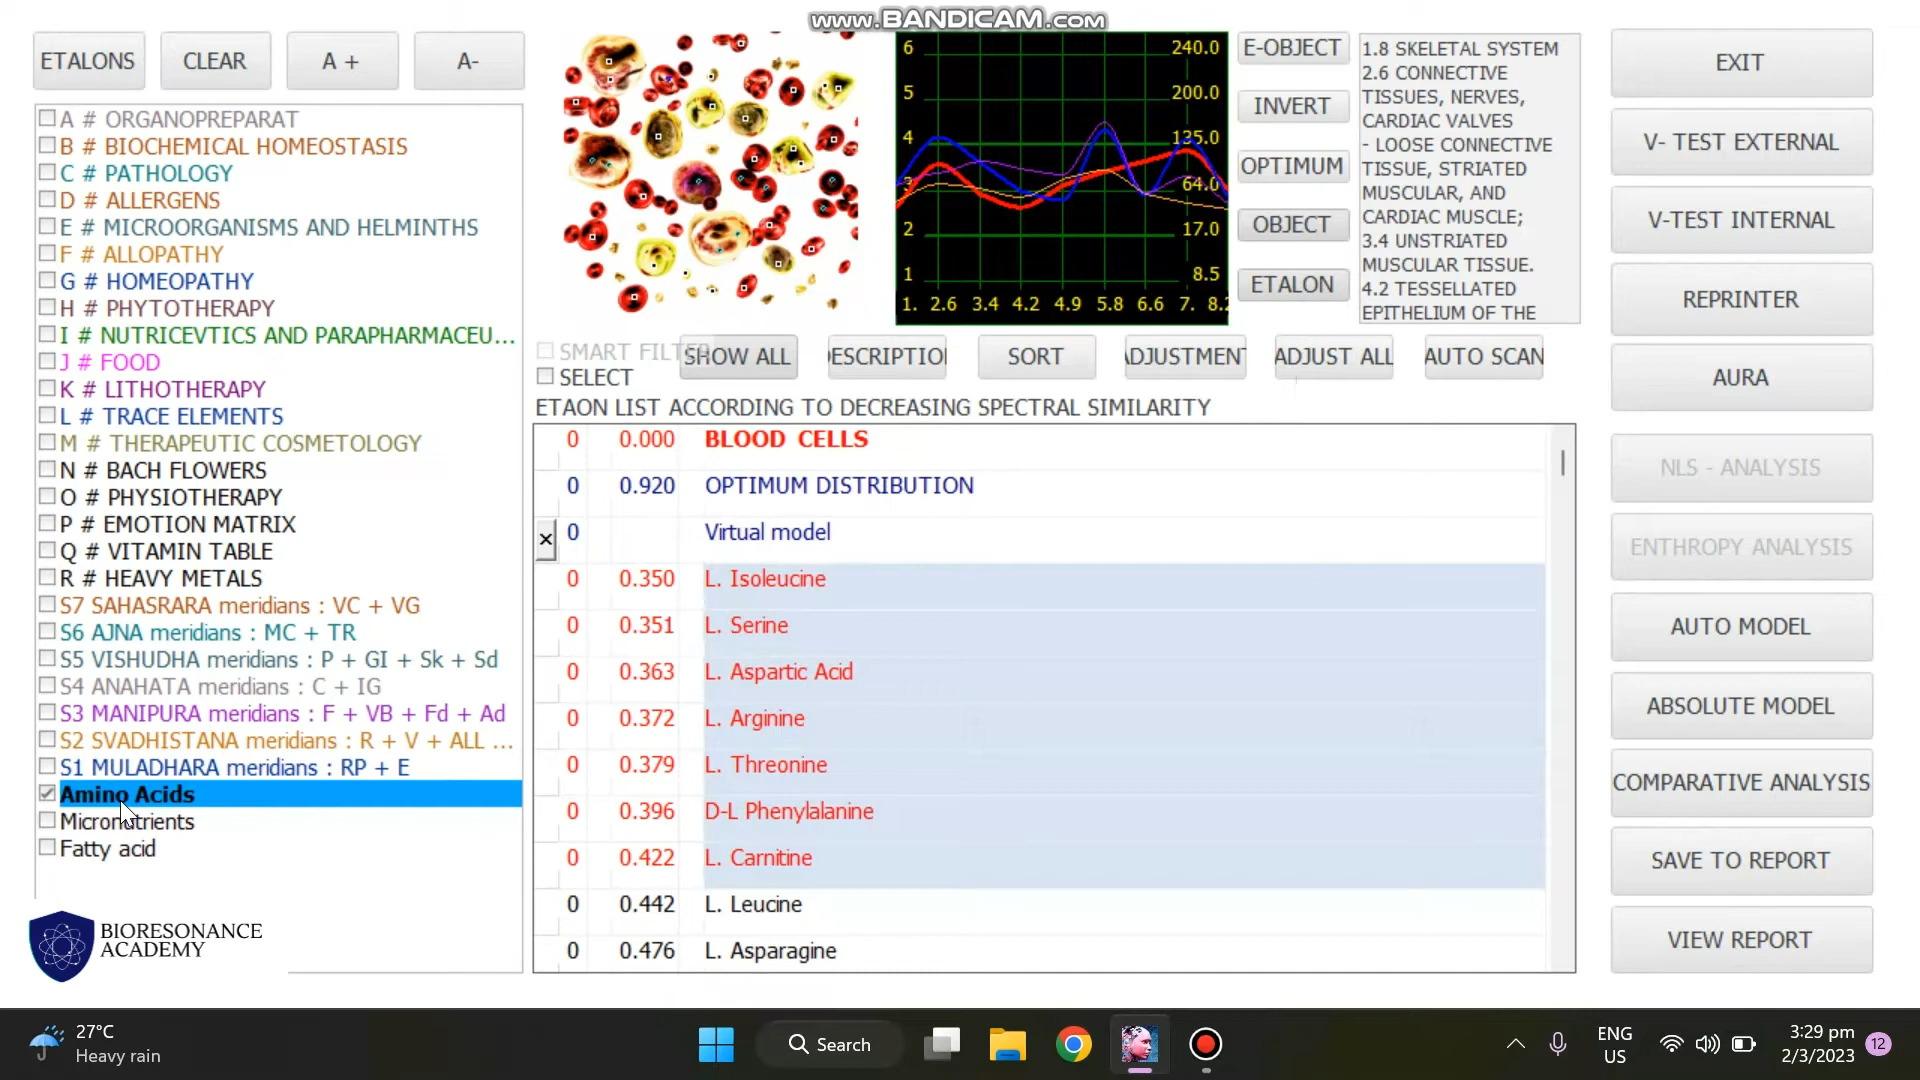 www.BANDICAM.com
ETALONS CLEAR A + A-
A # ORGANOPREPARAT
B # BIOCHEMICAL HOMEOSTASIS
C # PATHOLOGY
D # ALLERGENS
E # MICROORGANISMS AND HELMINTHS
F # ALLOPATHY
G # HOMEOPATHY
H # PHYTOTHERAPY
I # NUTRICEVTICS AND PARAPHARMACEU...
J # FOOD
K # LITHOTHERAPY
L # TRACE ELEMENTS
M # THERAPEUTIC COSMETOLOGY
N # BACH FLOWERS
O # PHYSIOTHERAPY
P # EMOTION MATRIX
Q # VITAMIN TABLE
R # HEAVY METALS
S7 SAHASRARA meridians : VC + VG
S6 AJNA meridians : MC + TR
S5 VISHUDHA meridians : P + GI + Sk + Sd
S4 ANAHATA meridians : C + IG
S3 MANIPURA meridians : F + VB + Fd + Ad
S2 SVADHISTANA meridians : R + V + ALL ...
S1 MULADHARA meridians : RP + E
Amino Acids
Micronutrients
Fatty acid
BIORESONANCE
ACADEMY
6 240.0
5 200.0
4 135.0
3 64.0
2 17.0
1 8.5
1. 2.6 3.4 4.2 4.9 5.8 6.6 7. 8.2
E-OBJECT
INVERT
OPTIMUM
OBJECT
ETALON
1.8 SKELETAL SYSTEM
2.6 CONNECTIVE
TISSUES, NERVES,
CARDIAC VALVES
- LOOSE CONNECTIVE
TISSUE, STRIATED
MUSCULAR, AND
CARDIAC MUSCLE;
3.4 UNSTRIATED
MUSCULAR TISSUE.
4.2 TESSELLATED
EPITHELIUM OF THE
SMART FILTER
SELECT
SHOW ALL ESCRIPTIO SORT ADJUSTMENT ADJUST ALL AUTO SCAN
ETAON LIST ACCORDING TO DECREASING SPECTRAL SIMILARITY
0 0.000 BLOOD CELLS
0 0.920 OPTIMUM DISTRIBUTION
x 0 Virtual model
0 0.350 L. Isoleucine
0 0.351 L. Serine
0 0.363 L. Aspartic Acid
0 0.372 L. Arginine
0 0.379 L. Threonine
0 0.396 D-L Phenylalanine
0 0.422 L. Carnitine
0 0.442 L. Leucine
0 0.476 L. Asparagine
EXIT
V- TEST EXTERNAL
V-TEST INTERNAL
REPRINTER
AURA
NLS - ANALYSIS
ENTHROPY ANALYSIS
AUTO MODEL
ABSOLUTE MODEL
COMPARATIVE ANALYSIS
SAVE TO REPORT
VIEW REPORT
27°C
Heavy rain
Search
ENG
US
3:29 pm
2/3/2023
12